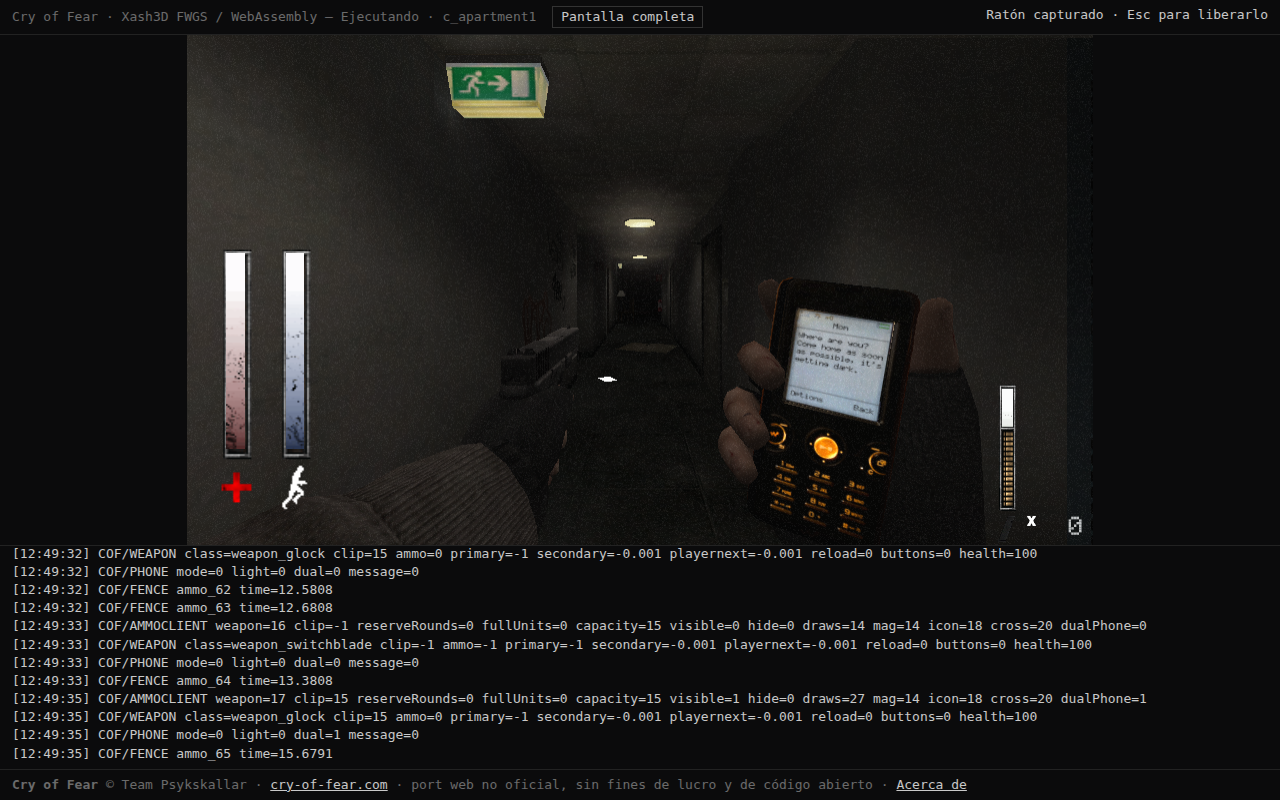 Cry of Fear · Xash3D FWGS / WebAssembly — Ejecutando · c_apartment1
Pantalla completa
Ratón capturado · Esc para liberarlo
Mom
Where are you?
Come home as soon
as possible, it's
getting dark.
Options
Back
x
0
[12:49:32] COF/WEAPON class=weapon_glock clip=15 ammo=0 primary=-1 secondary=-0.001 playernext=-0.001 reload=0 buttons=0 health=100
[12:49:32] COF/PHONE mode=0 light=0 dual=0 message=0
[12:49:32] COF/FENCE ammo_62 time=12.5808
[12:49:32] COF/FENCE ammo_63 time=12.6808
[12:49:33] COF/AMMOCLIENT weapon=16 clip=-1 reserveRounds=0 fullUnits=0 capacity=15 visible=0 hide=0 draws=14 mag=14 icon=18 cross=20 dualPhone=0
[12:49:33] COF/WEAPON class=weapon_switchblade clip=-1 ammo=-1 primary=-1 secondary=-0.001 playernext=-0.001 reload=0 buttons=0 health=100
[12:49:33] COF/PHONE mode=0 light=0 dual=0 message=0
[12:49:33] COF/FENCE ammo_64 time=13.3808
[12:49:35] COF/AMMOCLIENT weapon=17 clip=15 reserveRounds=0 fullUnits=0 capacity=15 visible=1 hide=0 draws=27 mag=14 icon=18 cross=20 dualPhone=1
[12:49:35] COF/WEAPON class=weapon_glock clip=15 ammo=0 primary=-1 secondary=-0.001 playernext=-0.001 reload=0 buttons=0 health=100
[12:49:35] COF/PHONE mode=0 light=0 dual=1 message=0
[12:49:35] COF/FENCE ammo_65 time=15.6791
Cry of Fear © Team Psykskallar · cry-of-fear.com · port web no oficial, sin fines de lucro y de código abierto · Acerca de